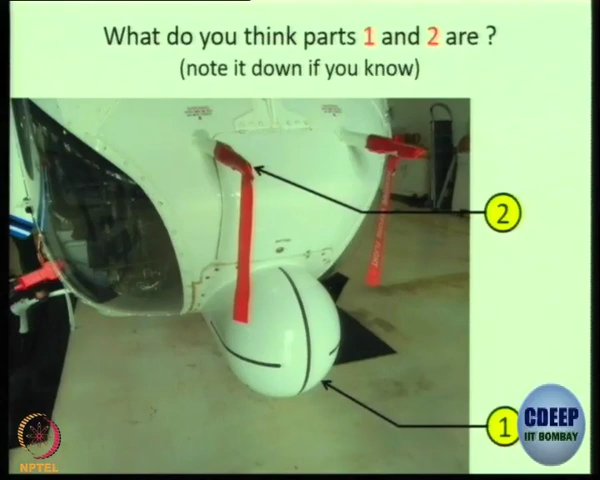 What do you think parts 1 and 2 are ?
(note it down if you know)
2
1
CDEEP
IIT BOMBAY
NPTEL